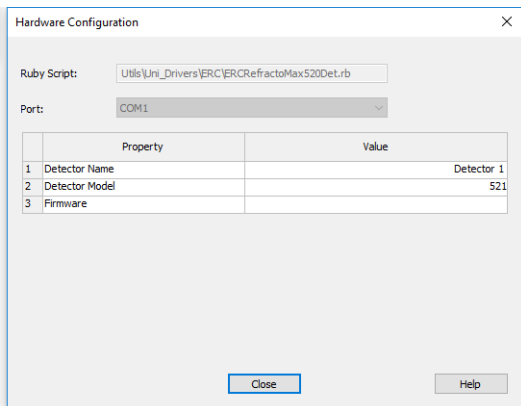 Hardware Configuration
Ruby Script: Utils\Uni_Drivers\ERC\ERCRefractoMax520Det.rb
Port: COM1
Property Value
1 Detector Name Detector 1
2 Detector Model 521
3 Firmware
Close Help